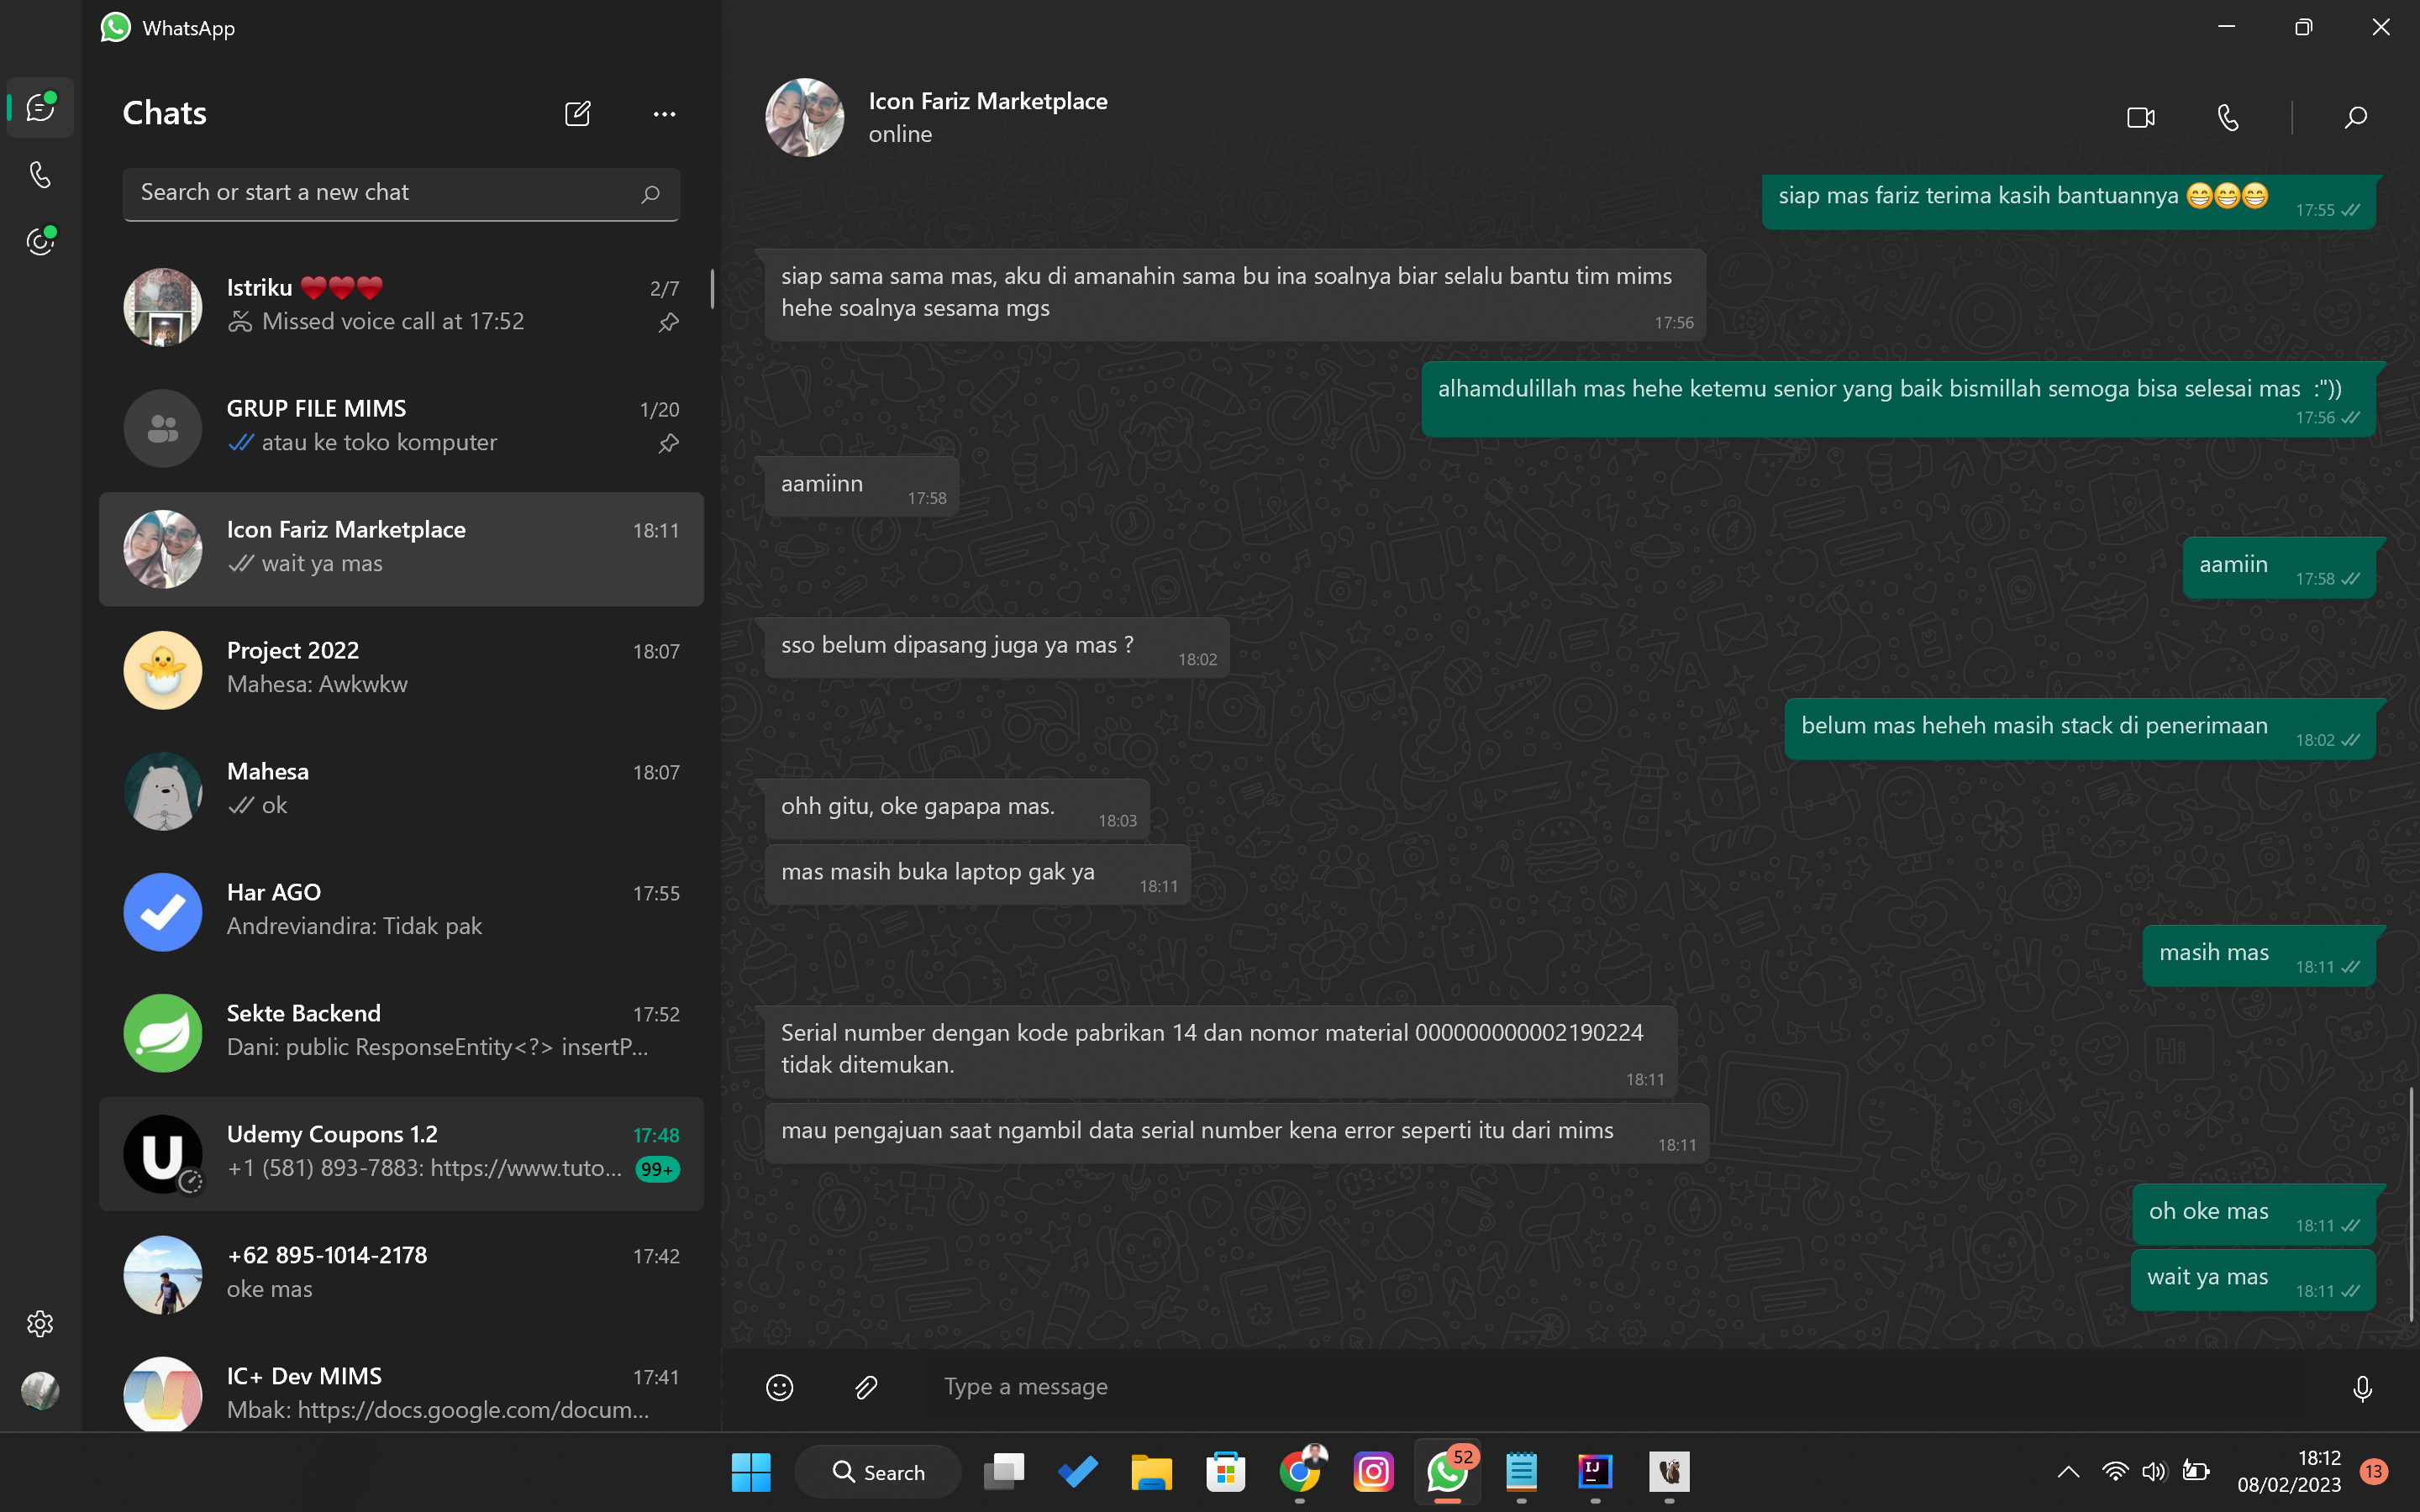 WhatsApp
Chats
Search or start a new chat
Istriku ❤️❤️❤️ 2/7
Missed voice call at 17:52
GRUP FILE MIMS 1/20
atau ke toko komputer
Icon Fariz Marketplace 18:11
wait ya mas
Project 2022 18:07
Mahesa: Awkwkw
Mahesa 18:07
ok
Har AGO 17:55
Andreviandira: Tidak pak
Sekte Backend 17:52
Dani: public ResponseEntity<?> insertP...
Udemy Coupons 1.2 17:48
+1 (581) 893-7883: https://www.tuto... 99+
+62 895-1014-2178 17:42
oke mas
IC+ Dev MIMS 17:41
Mbak: https://docs.google.com/docum...
Icon Fariz Marketplace
online
siap mas fariz terima kasih bantuannya 😁😁😁 17:55
siap sama sama mas, aku di amanahin sama bu ina soalnya biar selalu bantu tim mims
hehe soalnya sesama mgs
17:56
alhamdulillah mas hehe ketemu senior yang baik bismillah semoga bisa selesai mas :"))
17:56
aamiinn 17:58
aamiin 17:58
sso belum dipasang juga ya mas ? 18:02
belum mas heheh masih stack di penerimaan 18:02
ohh gitu, oke gapapa mas. 18:03
mas masih buka laptop gak ya 18:11
masih mas 18:11
Serial number dengan kode pabrikan 14 dan nomor material 000000000002190224
tidak ditemukan.
18:11
mau pengajuan saat ngambil data serial number kena error seperti itu dari mims 18:11
oh oke mas 18:11
wait ya mas 18:11
Type a message
Search
52
18:12
08/02/2023
13